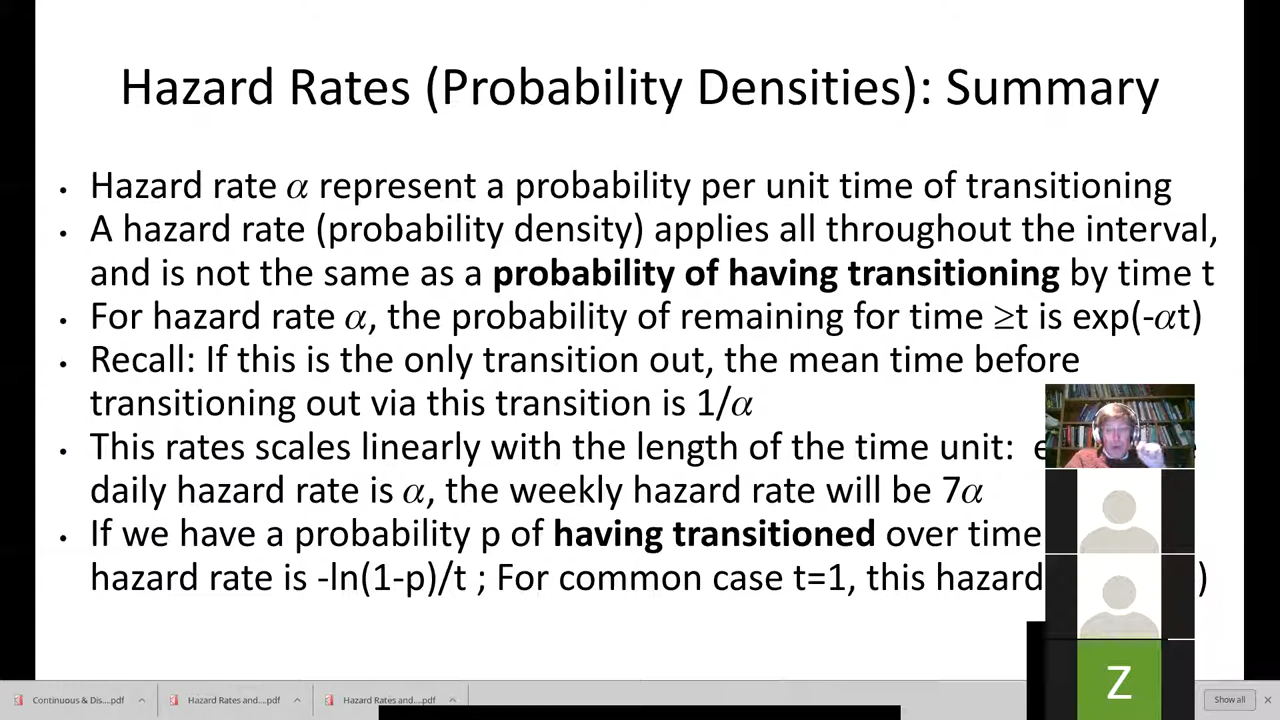 Hazard Rates (Probability Densities): Summary
• Hazard rate α represent a probability per unit time of transitioning
• A hazard rate (probability density) applies all throughout the interval,
and is not the same as a probability of having transitioning by time t
• For hazard rate α, the probability of remaining for time ≥t is exp(-αt)
• Recall: If this is the only transition out, the mean time before
transitioning out via this transition is 1/α
• This rates scales linearly with the length of the time unit:
daily hazard rate is α, the weekly hazard rate will be 7α
• If we have a probability p of having transitioned over time
hazard rate is -ln(1-p)/t ; For common case t=1, this hazard )
Z
Continuous & Dis....pdf Hazard Rates and....pdf Hazard Rates and....pdf Show all